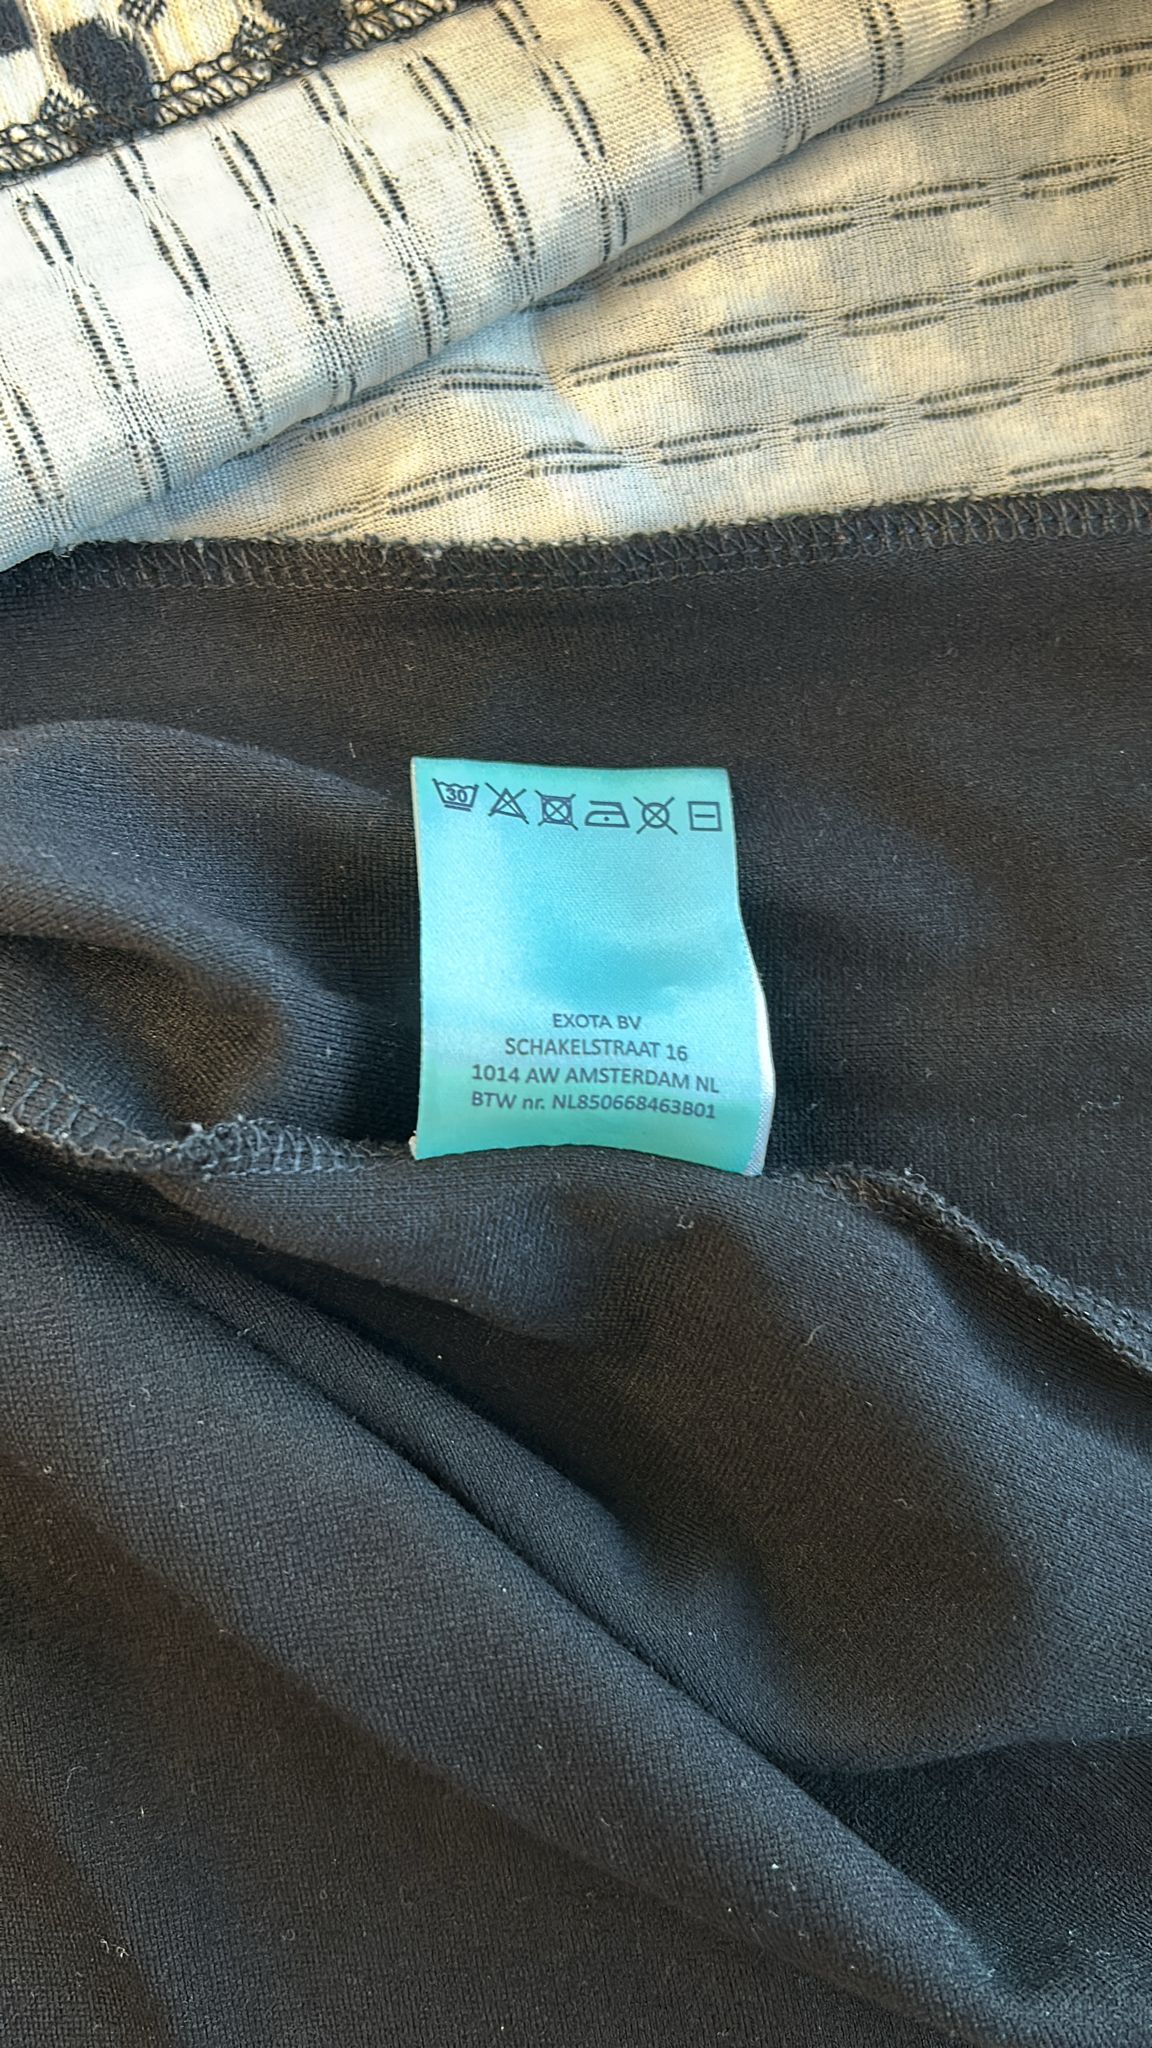 30
EXOTA BV
SCHAKELSTRAAT 16
1014 AW AMSTERDAM NL
BTW nr. NL850668463B01